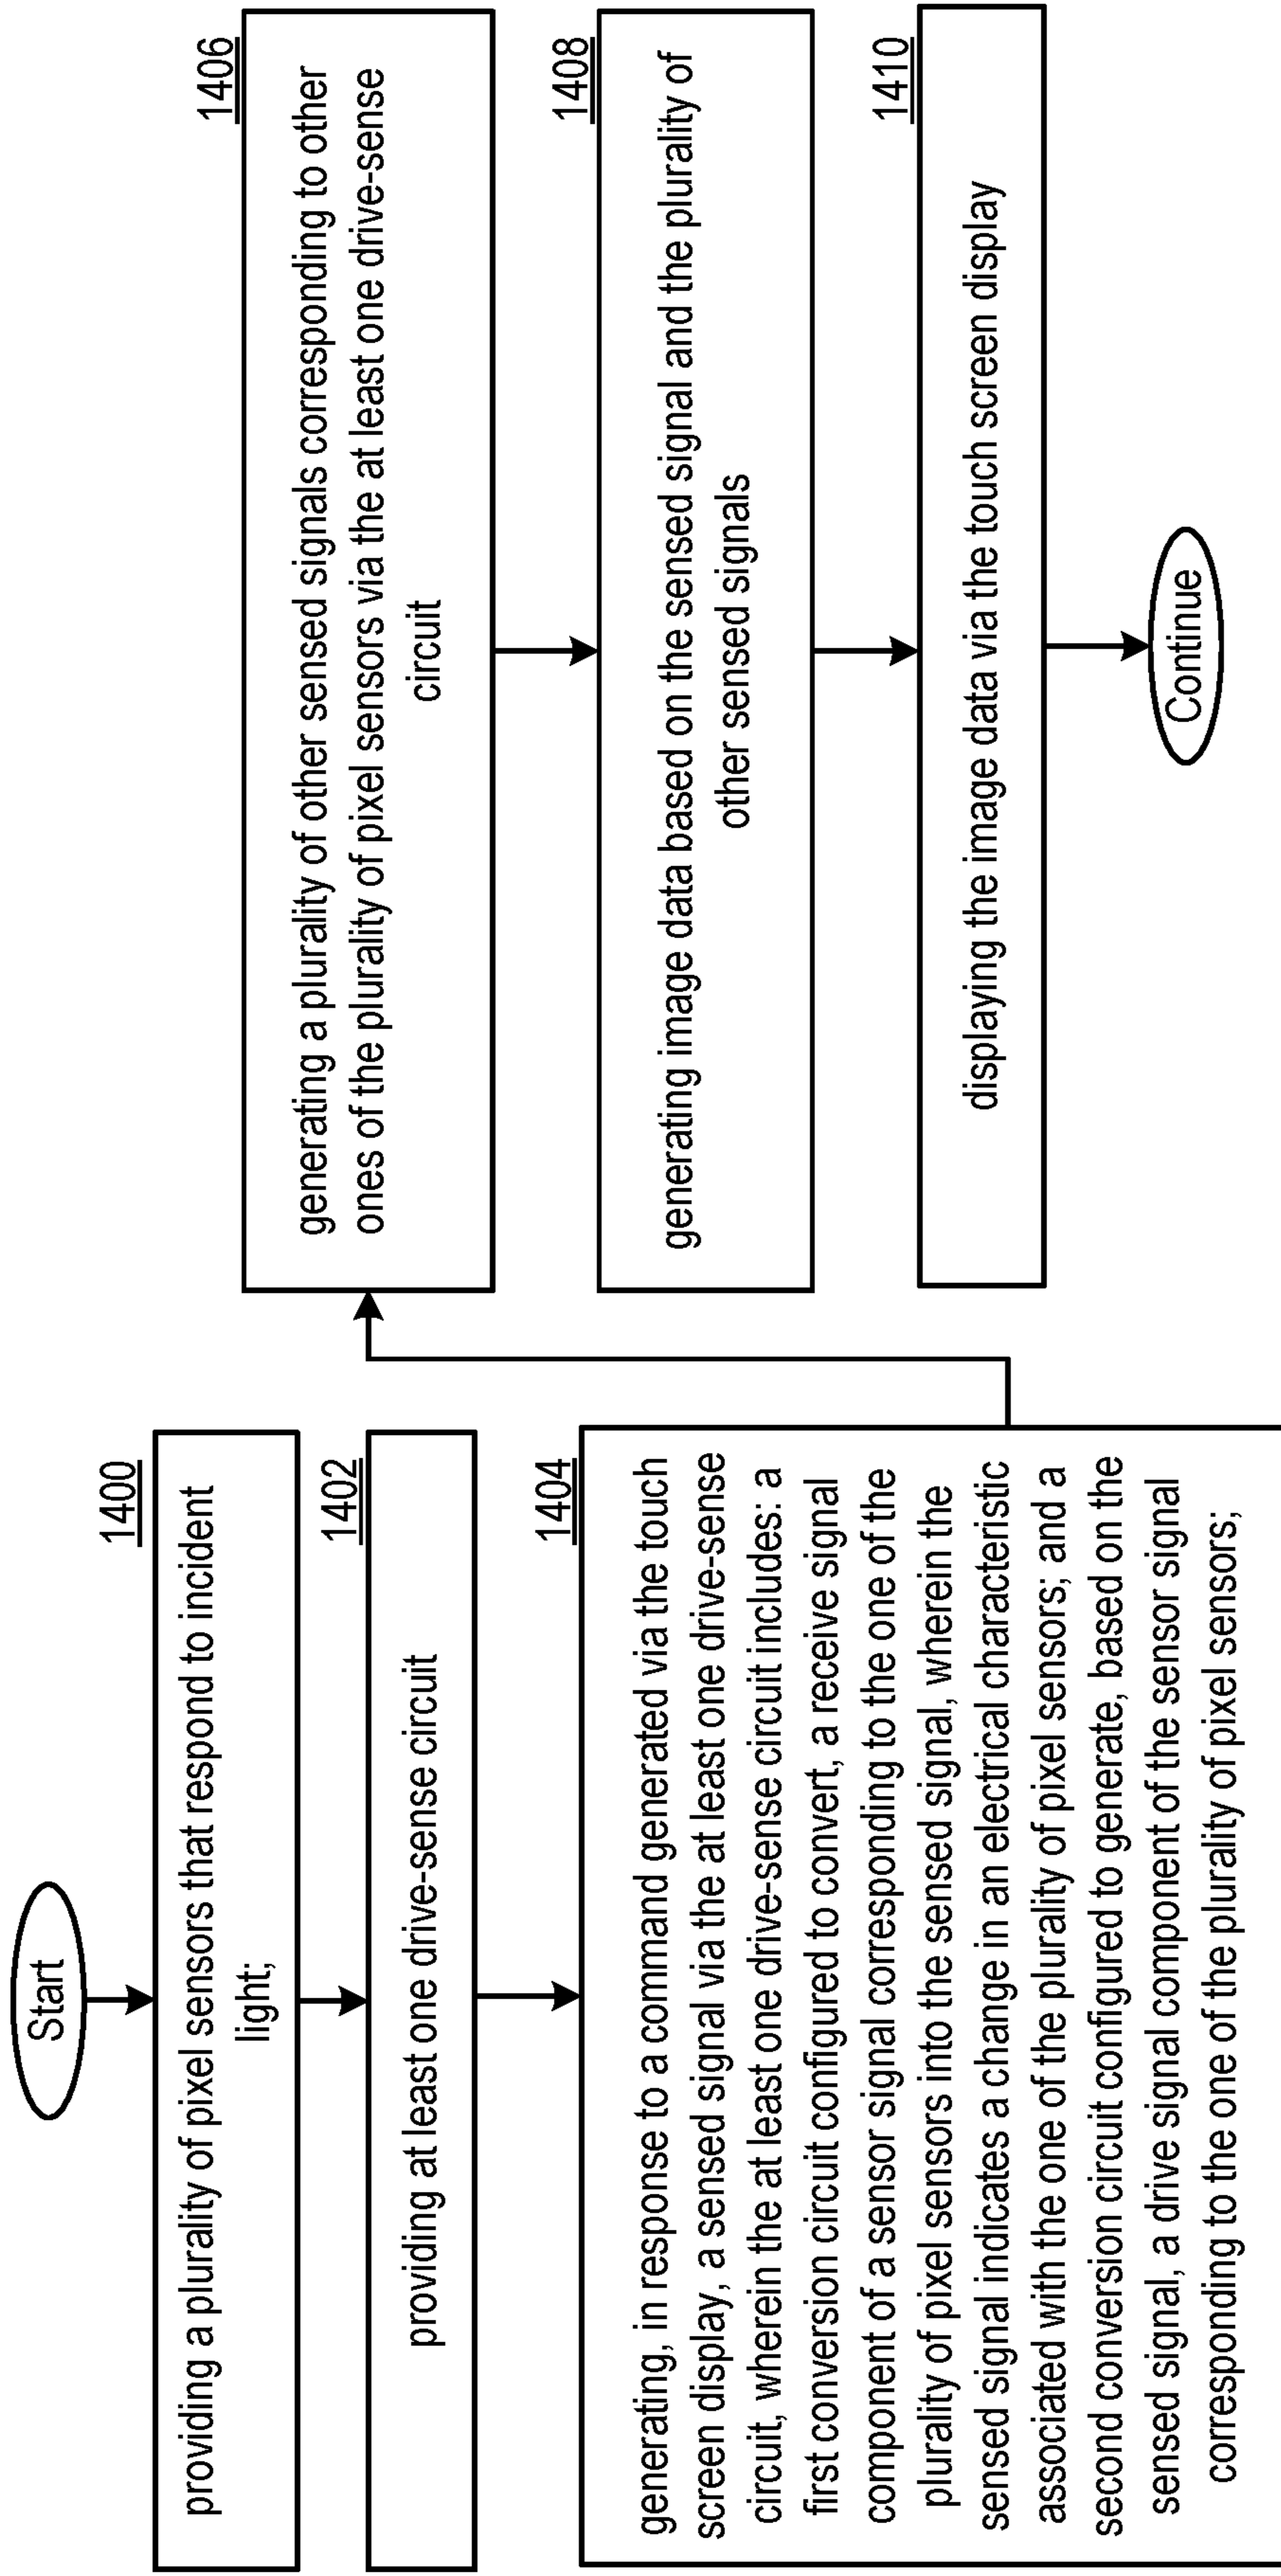 Start
1400
providing a plurality of pixel sensors that respond to incident
light;
1402
providing at least one drive-sense circuit
1404
generating, in response to a command generated via the touch
screen display, a sensed signal via the at least one drive-sense
circuit, wherein the at least one drive-sense circuit includes: a
first conversion circuit configured to convert, a receive signal
component of a sensor signal corresponding to the one of the
plurality of pixel sensors into the sensed signal, wherein the
sensed signal indicates a change in an electrical characteristic
associated with the one of the plurality of pixel sensors; and a
second conversion circuit configured to generate, based on the
sensed signal, a drive signal component of the sensor signal
corresponding to the one of the plurality of pixel sensors;
1406
generating a plurality of other sensed signals corresponding to other
ones of the plurality of pixel sensors via the at least one drive-sense
circuit
1408
generating image data based on the sensed signal and the plurality of
other sensed signals
1410
displaying the image data via the touch screen display
Continue